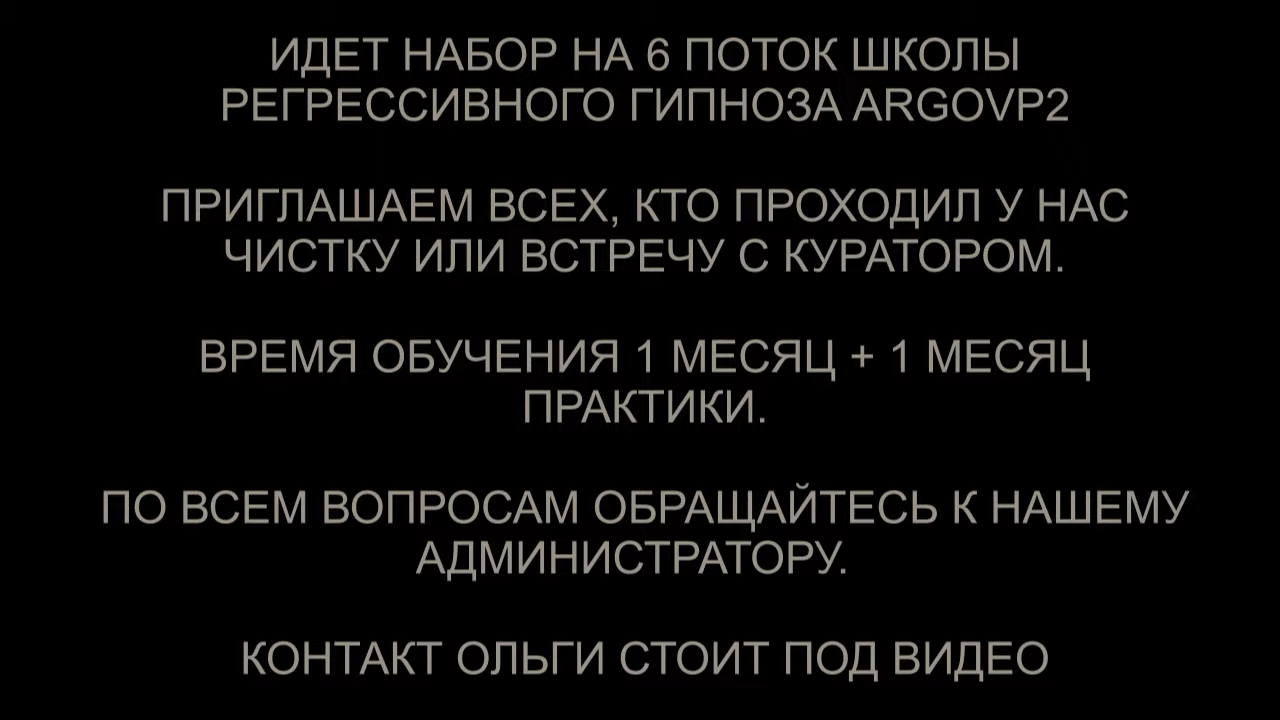 ИДЕТ НАБОР НА 6 ПОТОК ШКОЛЫ
РЕГРЕССИВНОГО ГИПНОЗА ARGOVP2
ПРИГЛАШАЕМ ВСЕХ, КТО ПРОХОДИЛ У НАС
ЧИСТКУ ИЛИ ВСТРЕЧУ С КУРАТОРОМ.
ВРЕМЯ ОБУЧЕНИЯ 1 МЕСЯЦ + 1 МЕСЯЦ
ПРАКТИКИ.
ПО ВСЕМ ВОПРОСАМ ОБРАЩАЙТЕСЬ К НАШЕМУ
АДМИНИСТРАТОРУ.
КОНТАКТ ОЛЬГИ СТОИТ ПОД ВИДЕО